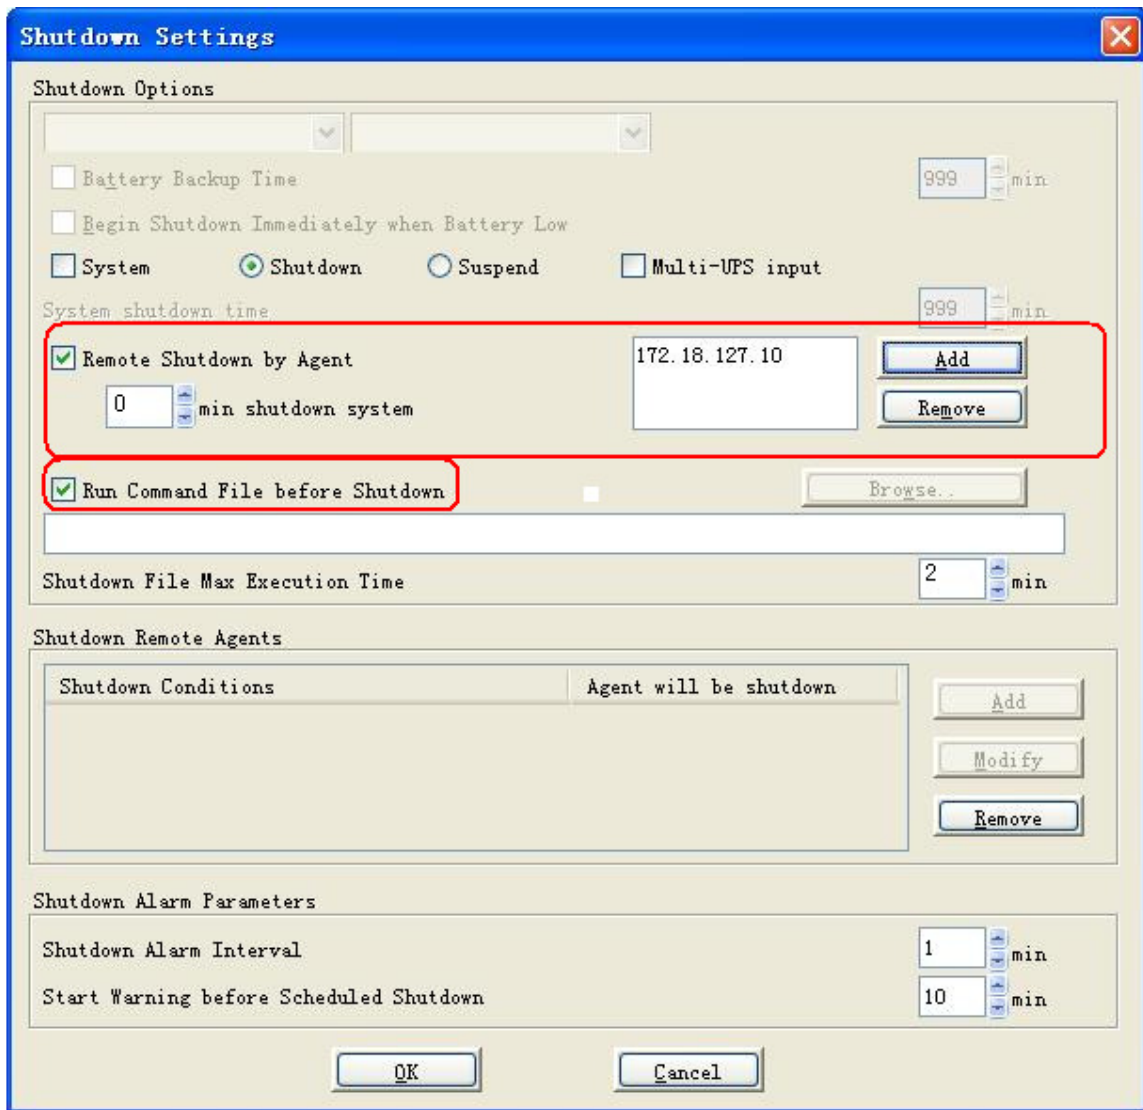 Shutdown Settings
Shutdown Options
Battery Backup Time 999 min
Begin Shutdown Immediately when Battery Low
System Shutdown Suspend Multi-UPS input
System shutdown time 999 min
Remote Shutdown by Agent 172.18.127.10 Add
0 min shutdown system Remove
Run Command File before Shutdown Browse..
Shutdown File Max Execution Time 2 min
Shutdown Remote Agents
Shutdown Conditions Agent will be shutdown
Add
Modify
Remove
Shutdown Alarm Parameters
Shutdown Alarm Interval 1 min
Start Warning before Scheduled Shutdown 10 min
OK Cancel